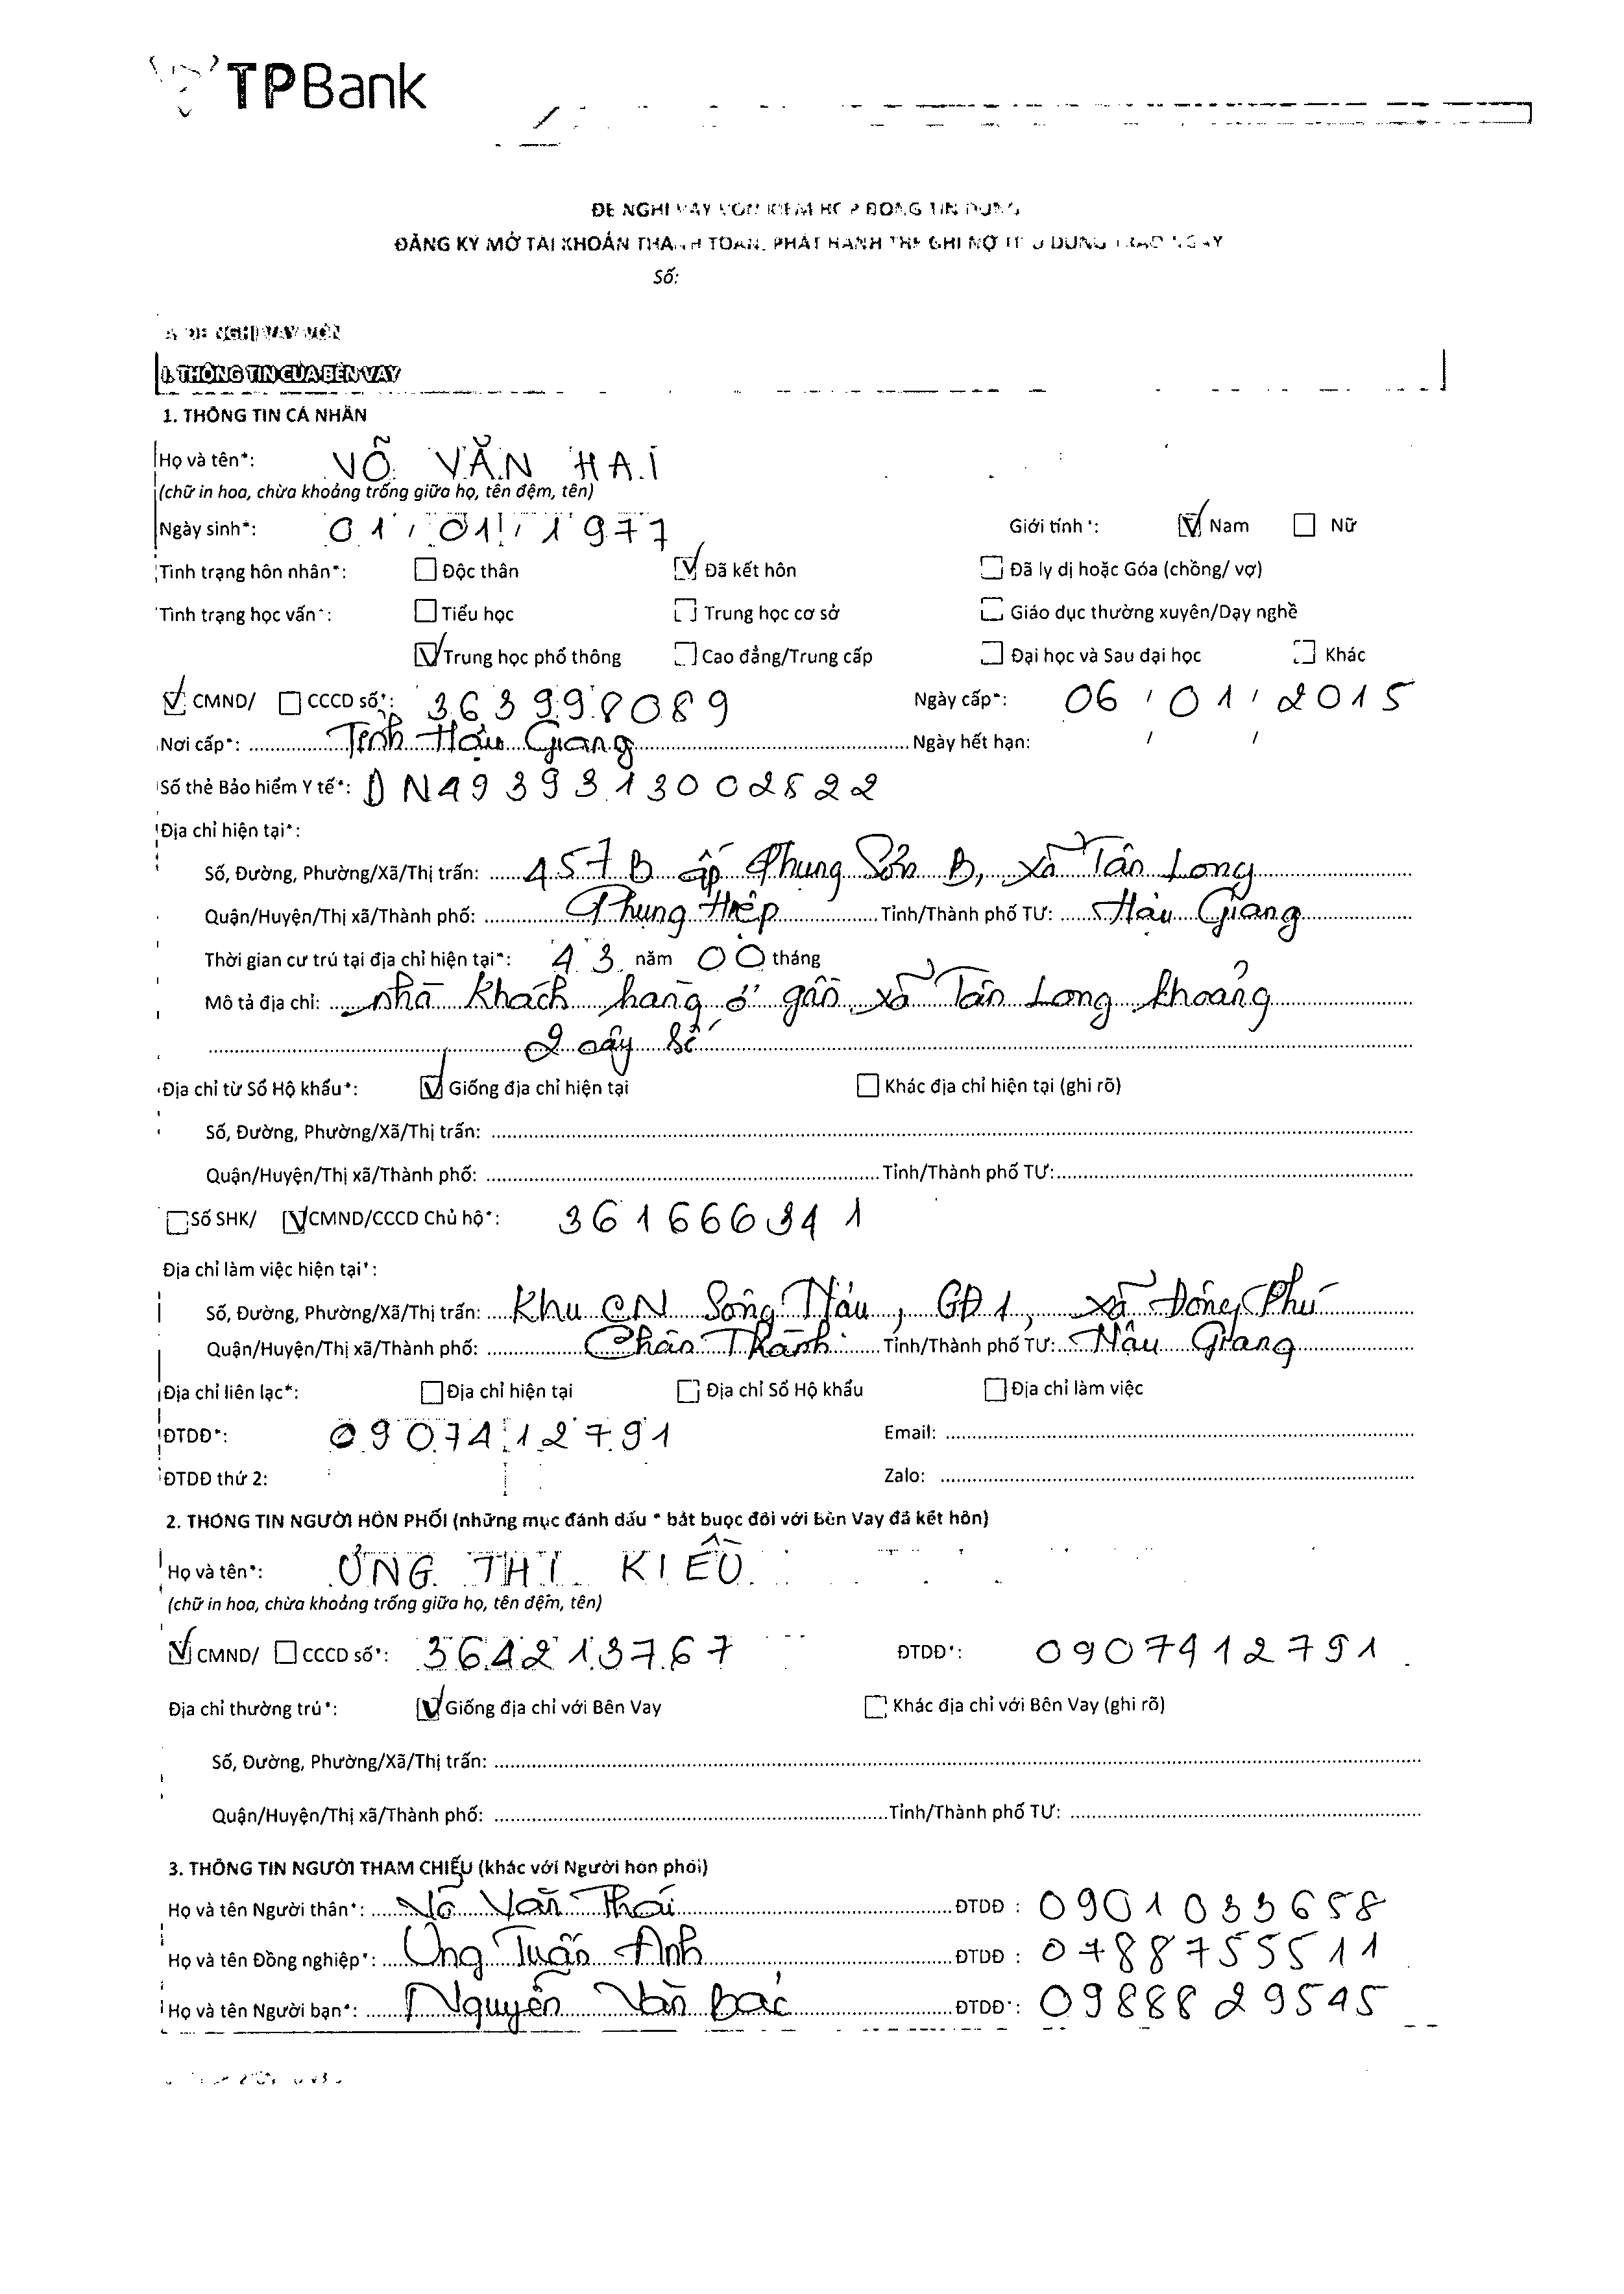 TPBank
ĐỀ NGHỊ VAY VỐN KIÊM HỢP ĐỒNG TÍN DỤNG
ĐĂNG KÝ MỞ TÀI KHOẢN THANH TOÁN, PHÁT HÀNH THẺ GHI NỢ
Số:
A. ĐỀ NGHỊ VAY VỐN
I. THÔNG TIN CỦA BÊN VAY
1. THÔNG TIN CÁ NHÂN
Họ và tên*: VÕ VĂN HAI
(chữ in hoa, chừa khoảng trống giữa họ, tên đệm, tên)
Ngày sinh*: 01/01/1977 Giới tính*: Nam Nữ
Tình trạng hôn nhân*: Độc thân Đã kết hôn Đã ly dị hoặc Góa (chồng/ vợ)
Tình trạng học vấn*: Tiểu học Trung học cơ sở Giáo dục thường xuyên/Dạy nghề
Trung học phổ thông Cao đẳng/Trung cấp Đại học và Sau đại học Khác
CMND/ CCCD số*: 363998089 Ngày cấp*: 06/01/2015
Nơi cấp*: Tỉnh Hậu Giang Ngày hết hạn: / /
Số thẻ Bảo hiểm Y tế*: DN4939313002822
Địa chỉ hiện tại*:
Số, Đường, Phường/Xã/Thị trấn: 457B ấp Phụng Sơn B, xã Tân Long
Quận/Huyện/Thị xã/Thành phố: Phụng Hiệp Tỉnh/Thành phố TƯ: Hậu Giang
Thời gian cư trú tại địa chỉ hiện tại*: 43 năm 00 tháng
Mô tả địa chỉ: nhà khách hàng ở gần xã Tân Long khoảng
2 cây số
Địa chỉ từ Sổ Hộ khẩu*: Giống địa chỉ hiện tại Khác địa chỉ hiện tại (ghi rõ)
Số, Đường, Phường/Xã/Thị trấn:
Quận/Huyện/Thị xã/Thành phố: Tỉnh/Thành phố TƯ:
Số SHK/ CMND/CCCD Chủ hộ*: 361666341
Địa chỉ làm việc hiện tại*:
Số, Đường, Phường/Xã/Thị trấn: Khu CN Sông Hậu, GĐ1, xã Đông Phú
Quận/Huyện/Thị xã/Thành phố: Châu Thành Tỉnh/Thành phố TƯ: Hậu Giang
Địa chỉ liên lạc*: Địa chỉ hiện tại Địa chỉ Sổ Hộ khẩu Địa chỉ làm việc
ĐTDĐ*: 0907412791 Email:
ĐTDĐ thứ 2: Zalo:
2. THÔNG TIN NGƯỜI HÔN PHỐI (những mục đánh dấu * bắt buộc đối với Bên Vay đã kết hôn)
Họ và tên*: ƯNG THỊ KIỀU
(chữ in hoa, chừa khoảng trống giữa họ, tên đệm, tên)
CMND/ CCCD số*: 364213767 ĐTDĐ*: 0907412791
Địa chỉ thường trú*: Giống địa chỉ với Bên Vay Khác địa chỉ với Bên Vay (ghi rõ)
Số, Đường, Phường/Xã/Thị trấn:
Quận/Huyện/Thị xã/Thành phố: Tỉnh/Thành phố TƯ:
3. THÔNG TIN NGƯỜI THAM CHIẾU (khác với Người hôn phối)
Họ và tên Người thân*: Võ Văn Thái ĐTDĐ : 0901033658
Họ và tên Đồng nghiệp*: Ưng Tuấn Anh ĐTDĐ : 0788755511
Họ và tên Người bạn*: Nguyễn Văn Bác ĐTDĐ*: 0988829545